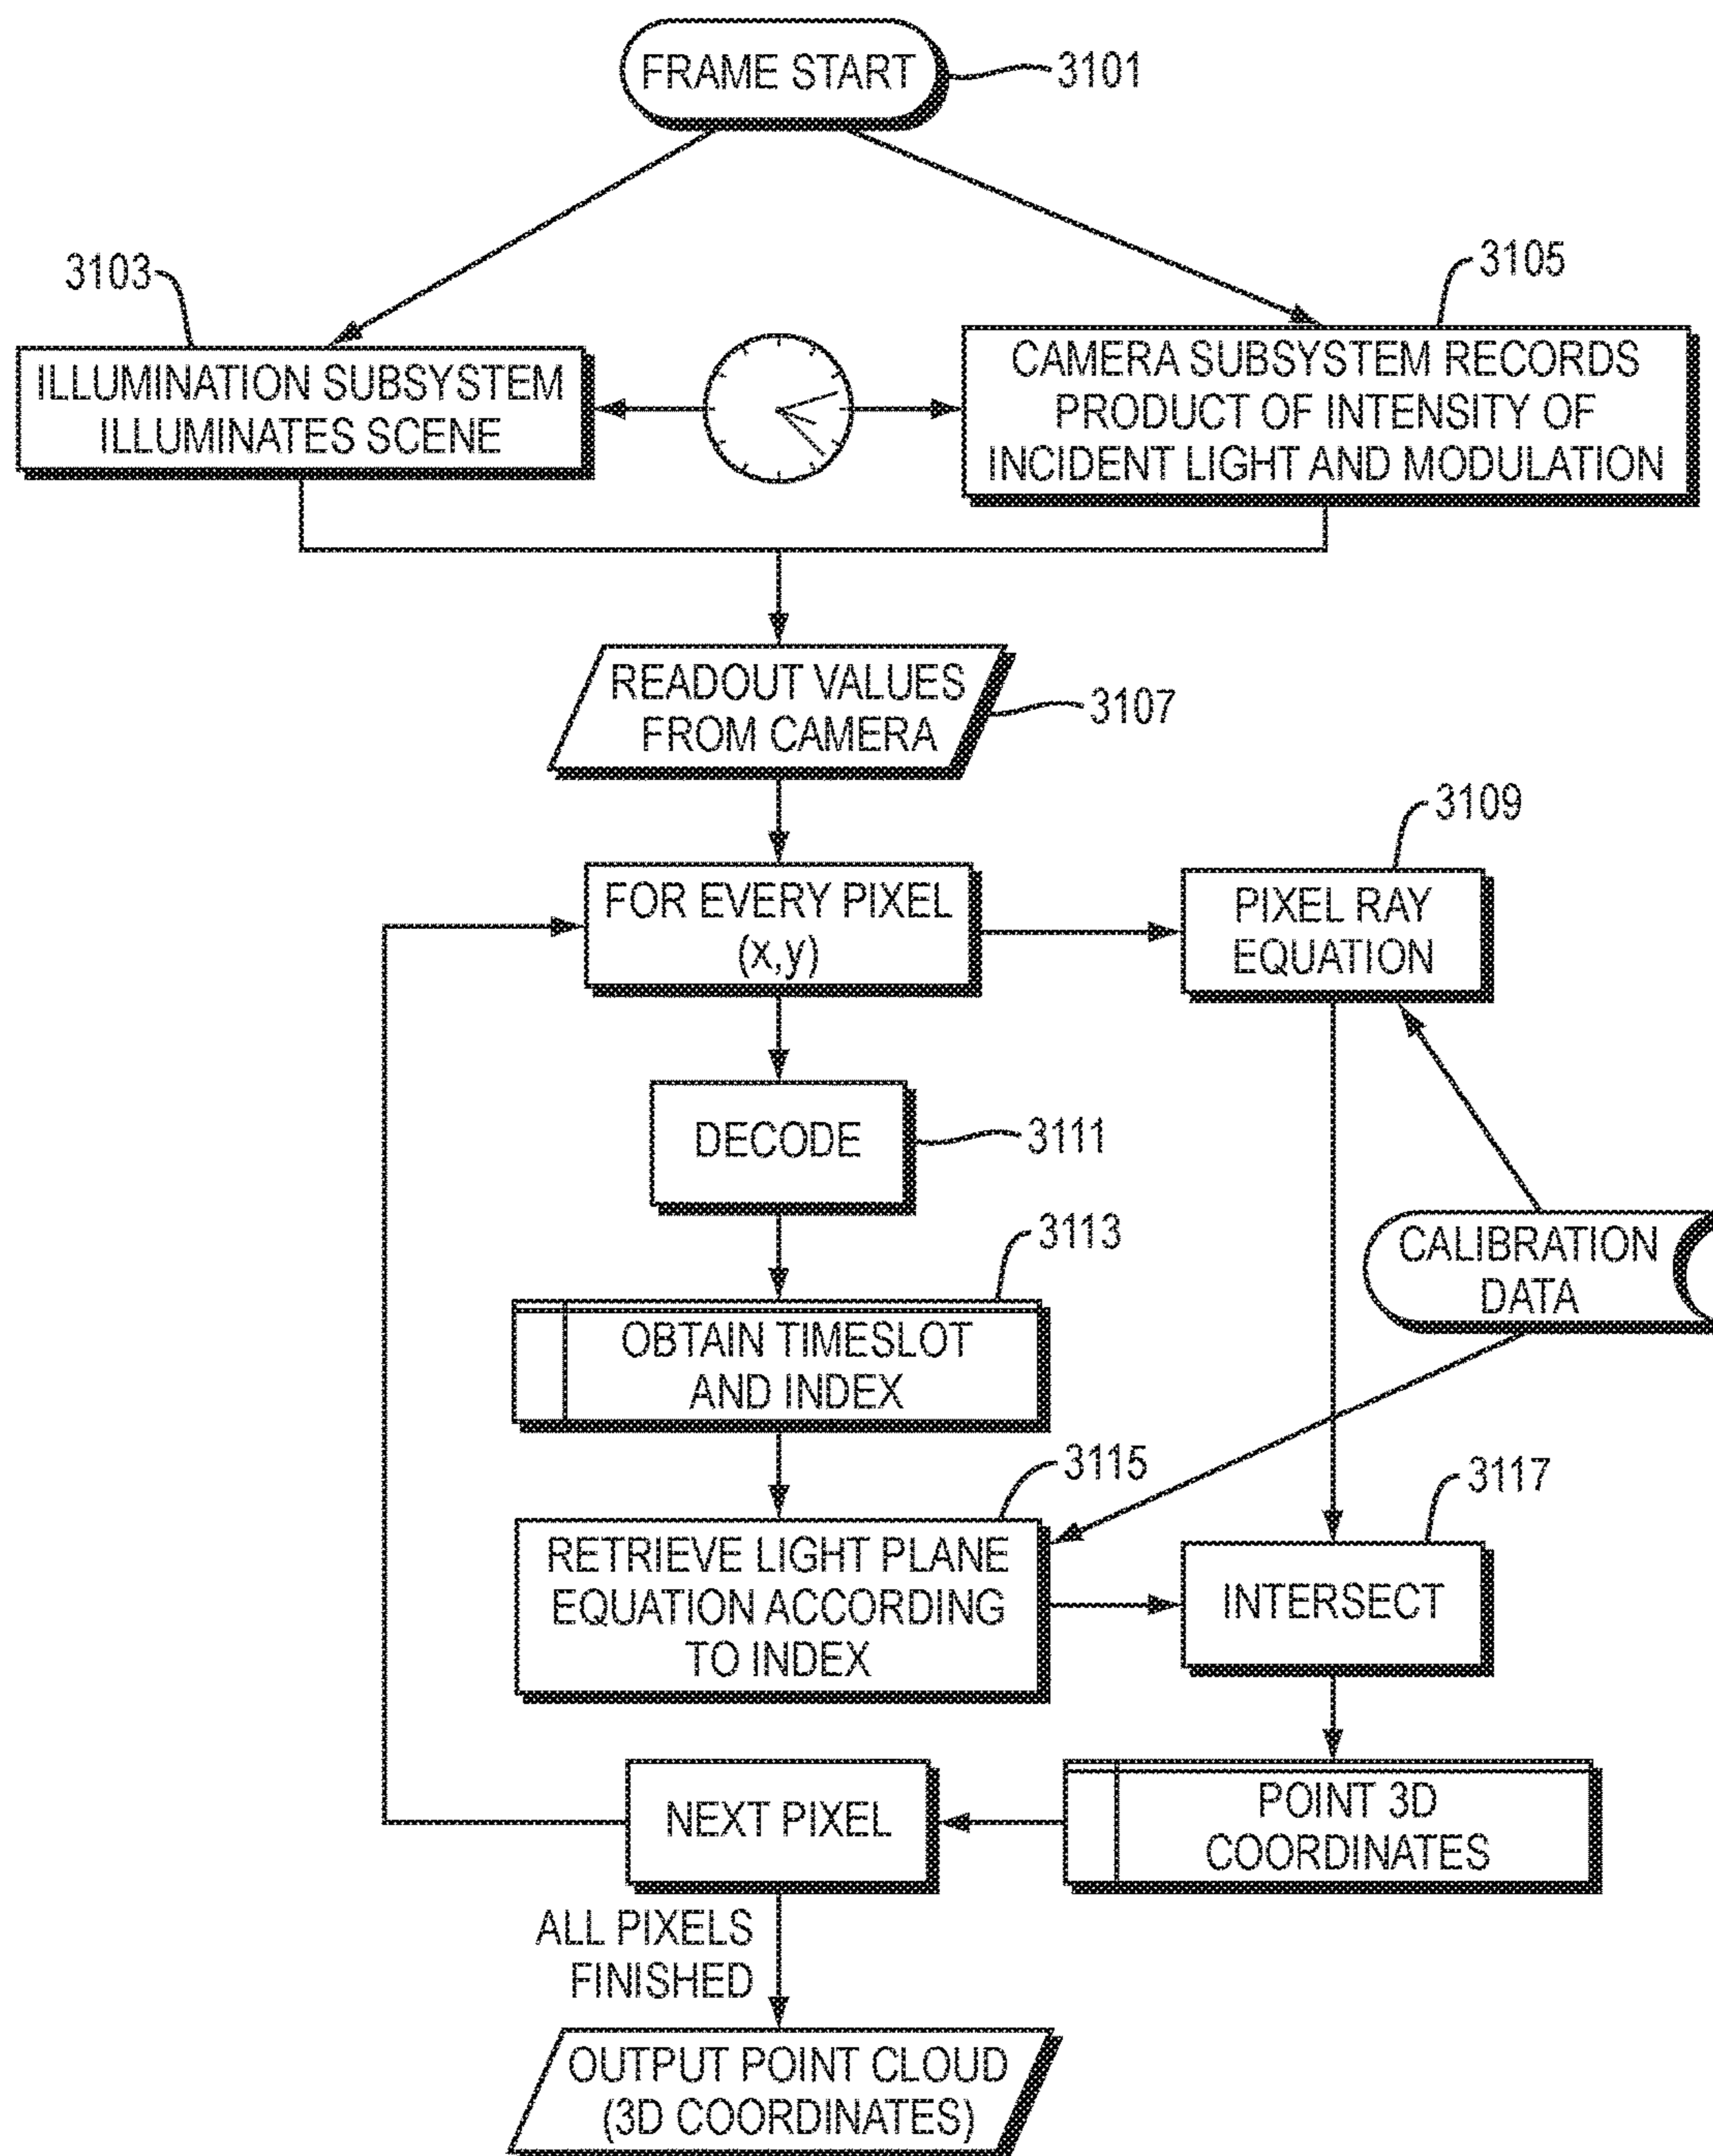 FRAME START
3101
3103
3105
ILLUMINATION SUBSYSTEM
ILLUMINATES SCENE
CAMERA SUBSYSTEM RECORDS
PRODUCT OF INTENSITY OF
INCIDENT LIGHT AND MODULATION
READOUT VALUES
FROM CAMERA
3107
3109
FOR EVERY PIXEL
(x,y)
PIXEL RAY
EQUATION
DECODE
3111
3113
CALIBRATION
DATA
OBTAIN TIMESLOT
AND INDEX
3115
3117
RETRIEVE LIGHT PLANE
EQUATION ACCORDING
TO INDEX
INTERSECT
NEXT PIXEL
POINT 3D
COORDINATES
ALL PIXELS
FINISHED
OUTPUT POINT CLOUD
(3D COORDINATES)